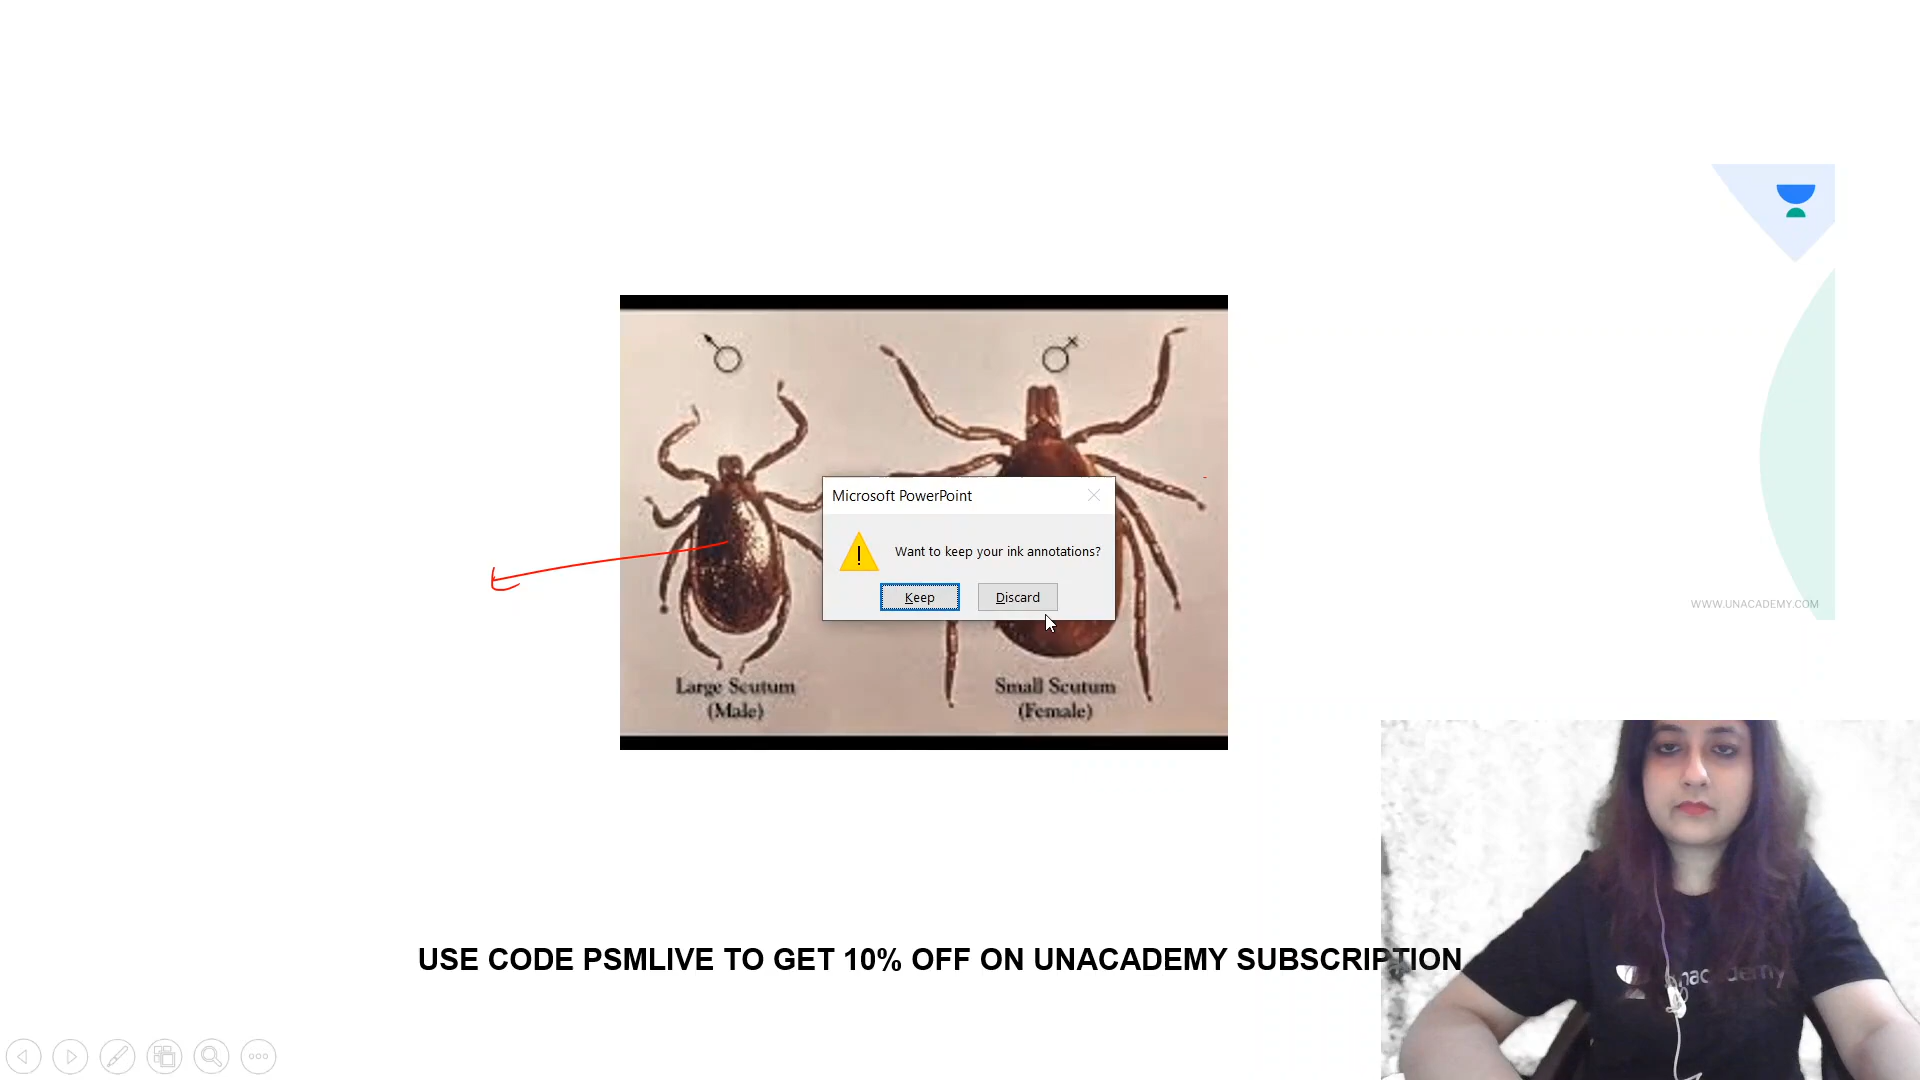 Microsoft PowerPoint
Want to keep your ink annotations?
Keep
Discard
Large Scutum
(Male)
Small Scutum
(Female)
WWW.UNACADEMY.COM
unacademy
USE CODE PSMLIVE TO GET 10% OFF ON UNACADEMY SUBSCRIPTION